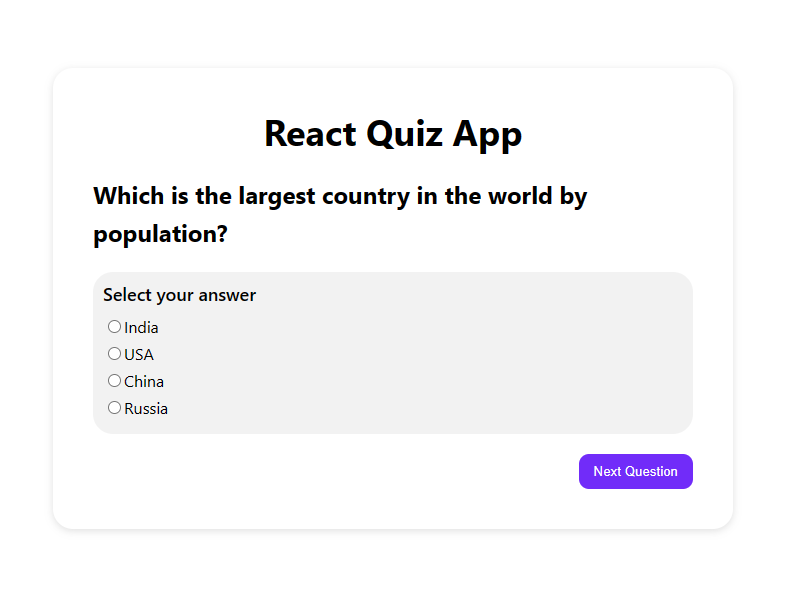 React Quiz App
Which is the largest country in the world by
population?
Select your answer
India
USA
China
Russia
Next Question